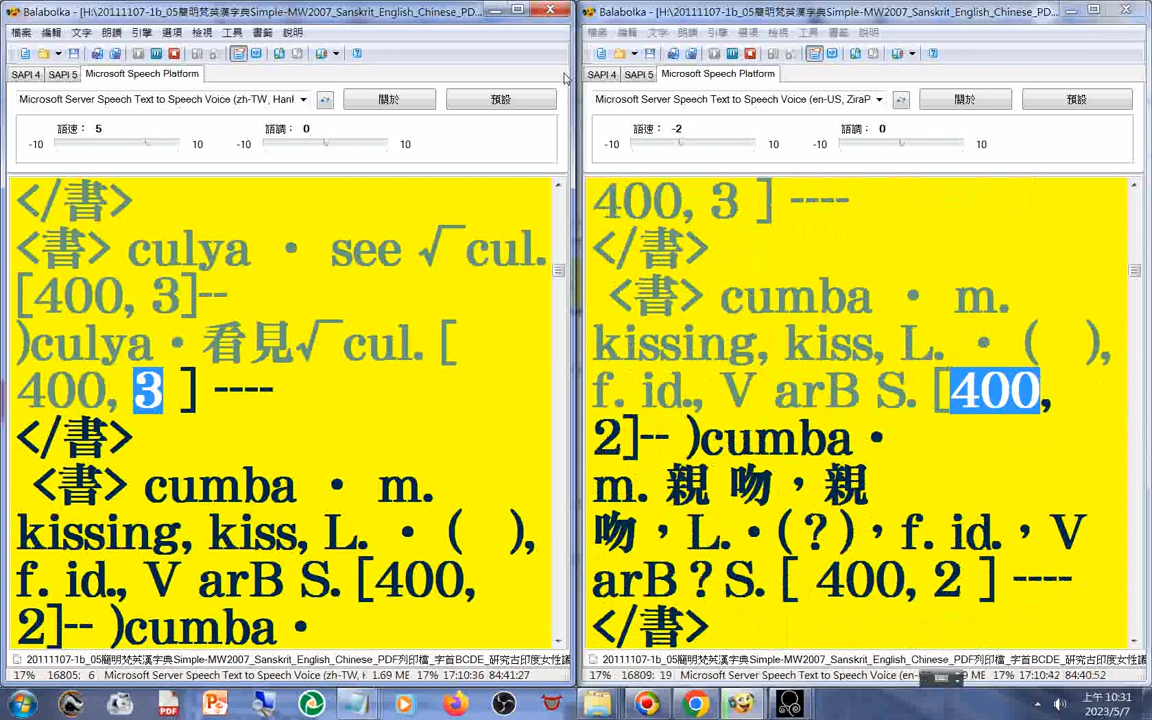 Balabolka - [H:\20111107-1b_05簡明梵英漢字典Simple-MW2007_Sanskrit_English_Chinese_PD...
檔案 編輯 文字 朗讀 引擎 選項 檢視 工具 書籤 說明
SAPI 4 SAPI 5 Microsoft Speech Platform
Microsoft Server Speech Text to Speech Voice (zh-TW, HanH 關於 預設
語速： 5 語調： 0
-10 10 -10 10
</書>
<書> culya • see √cul.
[400, 3]--
)culya • 看見√cul. [
400, 3 ] ----
</書>
<書> cumba • m.
kissing, kiss, L. • ( ),
f. id., V arB S. [400,
2]-- )cumba •
20111107-1b_05簡明梵英漢字典Simple-MW2007_Sanskrit_English_Chinese_PDF列印檔_字首BCDE_研究古印度女性議
17% 16805: 6 Microsoft Server Speech Text to Speech Voice (zh-TW, H 1.69 MB 17% 17:10:36 84:41:27
Balabolka - [H:\20111107-1b_05簡明梵英漢字典Simple-MW2007_Sanskrit_English_Chinese_PD...
檔案 編輯 文字 朗讀 引擎 選項 檢視 工具 書籤 說明
SAPI 4 SAPI 5 Microsoft Speech Platform
Microsoft Server Speech Text to Speech Voice (en-US, ZiraP 關於 預設
語速： -2 語調： 0
-10 10 -10 10
400, 3 ] ----
</書>
<書> cumba • m.
kissing, kiss, L. • ( ),
f. id., V arB S. [400,
2]-- )cumba •
m. 親 吻，親
吻，L. • (？)，f. id.，V
arB？S. [ 400, 2 ] ----
</書>
20111107-1b_05簡明梵英漢字典Simple-MW2007_Sanskrit_English_Chinese_PDF列印檔_字首BCDE_研究古印度女性議
17% 16809: 19 Microsoft Server Speech Text to Speech Voice (en-US, 9 MB 17% 17:10:42 84:40:52
上午 10:31
2023/5/7